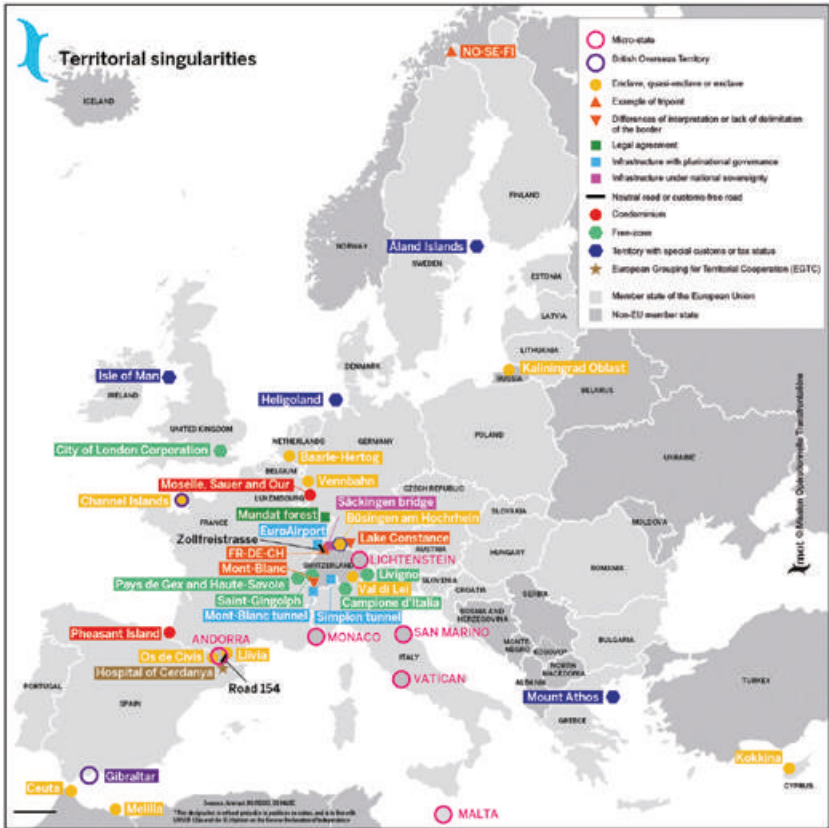 Territorial singularities
Micro-state
British Overseas Territory
Enclave, quasi-enclave or exclave
Example of tripoint
Differences of interpretation or lack of delimitation
of the border
Legal agreement
Infrastructure with plurinational governance
Infrastructure under national sovereignty
Neutral road or customs-free road
Condominium
Free-zone
Territory with special customs or tax status
European Grouping for Territorial Cooperation (EGTC)
Member state of the European Union
Non-EU member state
NO-SE-FI
ICELAND
FINLAND
NORWAY
Åland Islands
SWEDEN
ESTONIA
LATVIA
LITHUANIA
DENMARK
Kaliningrad Oblast
RUSSIA
Isle of Man
IRELAND
BELARUS
Heligoland
UNITED KINGDOM
NETHERLANDS
GERMANY
POLAND
City of London Corporation
Baarle-Hertog
UKRAINE
BELGIUM
Vennbahn
Moselle, Sauer and Our
CZECH REPUBLIC
Channel Islands
LUXEMBOURG
Säckingen bridge
SLOVAKIA
Mundat forest
Büsingen am Hochrhein
FRANCE
EuroAirport
MOLDOVA
Zollfreistrasse
Lake Constance
AUSTRIA
HUNGARY
FR-DE-CH
LIECHTENSTEIN
Mont-Blanc
SWITZERLAND
ROMANIA
Pays de Gex and Haute-Savoie
Livigno
SLOVENIA
Val di Lei
CROATIA
Saint-Gingolph
Campione d'Italia
BOSNIA AND
HERZEGOVINA
SERBIA
Mont-Blanc tunnel
Simplon tunnel
Pheasant Island
ANDORRA
MONACO
SAN MARINO
MONTE-
NEGRO
KOSOVO*
BULGARIA
Os de Civis
Llívia
ITALY
NORTH
MACEDONIA
Hospital of Cerdanya
Road 154
VATICAN
ALBANIA
Mount Athos
TURKEY
PORTUGAL
SPAIN
GREECE
Gibraltar
Kokkina
Ceuta
CYPRUS
Melilla
MALTA
mot © Mission Opérationnelle Transfrontalière